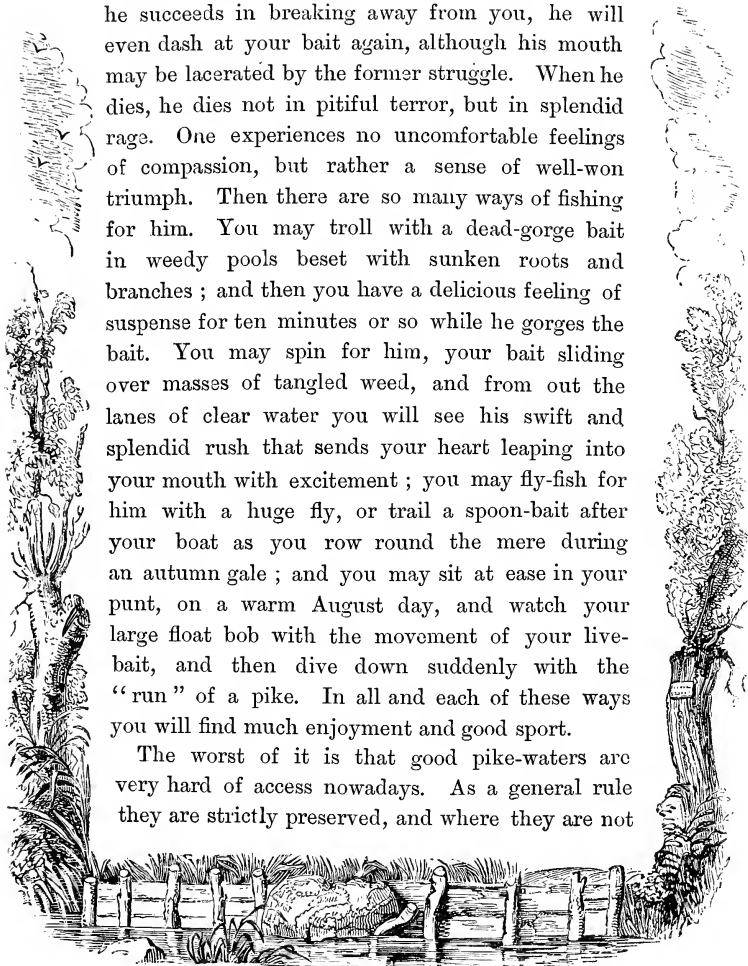 he succeeds in breaking away from you, he will
even dash at your bait again, although his mouth
may be lacerated by the former struggle. When he
dies, he dies not in pitiful terror, but in splendid
rage. One experiences no uncomfortable feelings
of compassion, but rather a sense of well-won
triumph. Then there are so many ways of fishing
for him. You may troll with a dead-gorge bait
in weedy pools beset with sunken roots and
branches ; and then you have a delicious feeling of
suspense for ten minutes or so while he gorges the
bait. You may spin for him, your bait sliding
over masses of tangled weed, and from out the
lanes of clear water you will see his swift and
splendid rush that sends your heart leaping into
your mouth with excitement ; you may fly-fish for
him with a huge fly, or trail a spoon-bait after
your boat as you row round the mere during
an autumn gale ; and you may sit at ease in your
punt, on a warm August day, and watch your
large float bob with the movement of your live-
bait, and then dive down suddenly with the
“run” of a pike. In all and each of these ways
you will find much enjoyment and good sport.
The worst of it is that good pike-waters are
very hard of access nowadays. As a general rule
they are strictly preserved, and where they are not